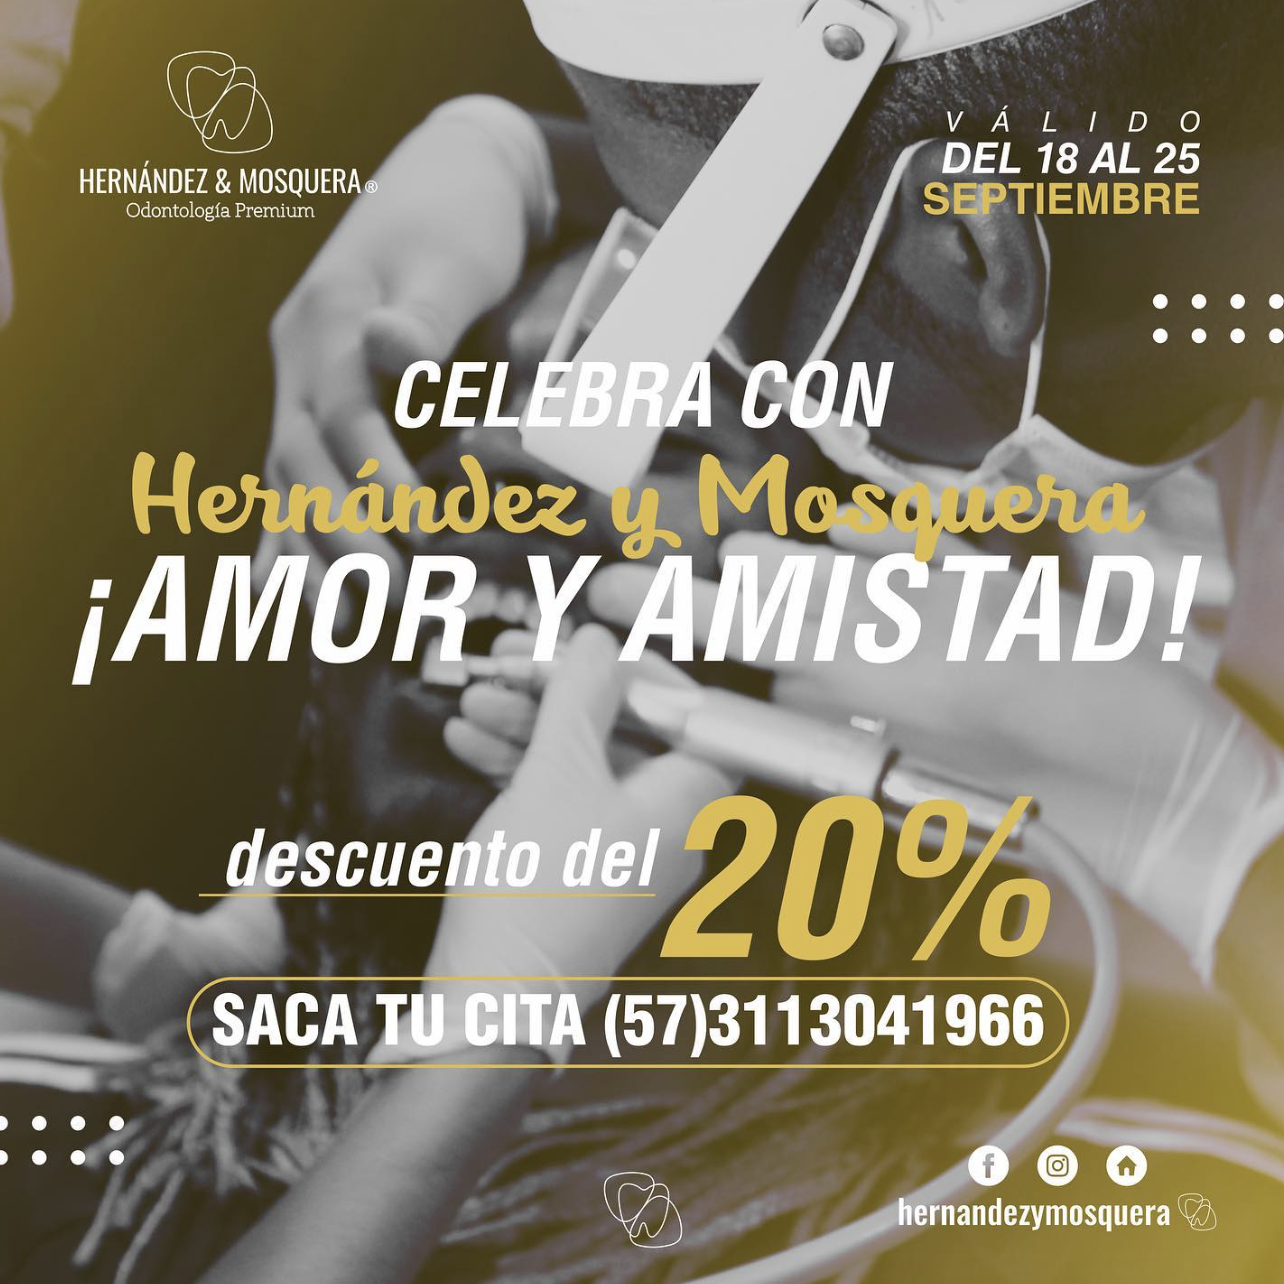 HERNÁNDEZ & MOSQUERA®
Odontología Premium
VÁLIDO
DEL 18 AL 25
SEPTIEMBRE
CELEBRA CON
Hernández y Mosquera
¡AMOR Y AMISTAD!
descuento del 20%
SACA TU CITA (57)3113041966
hernandezymosquera